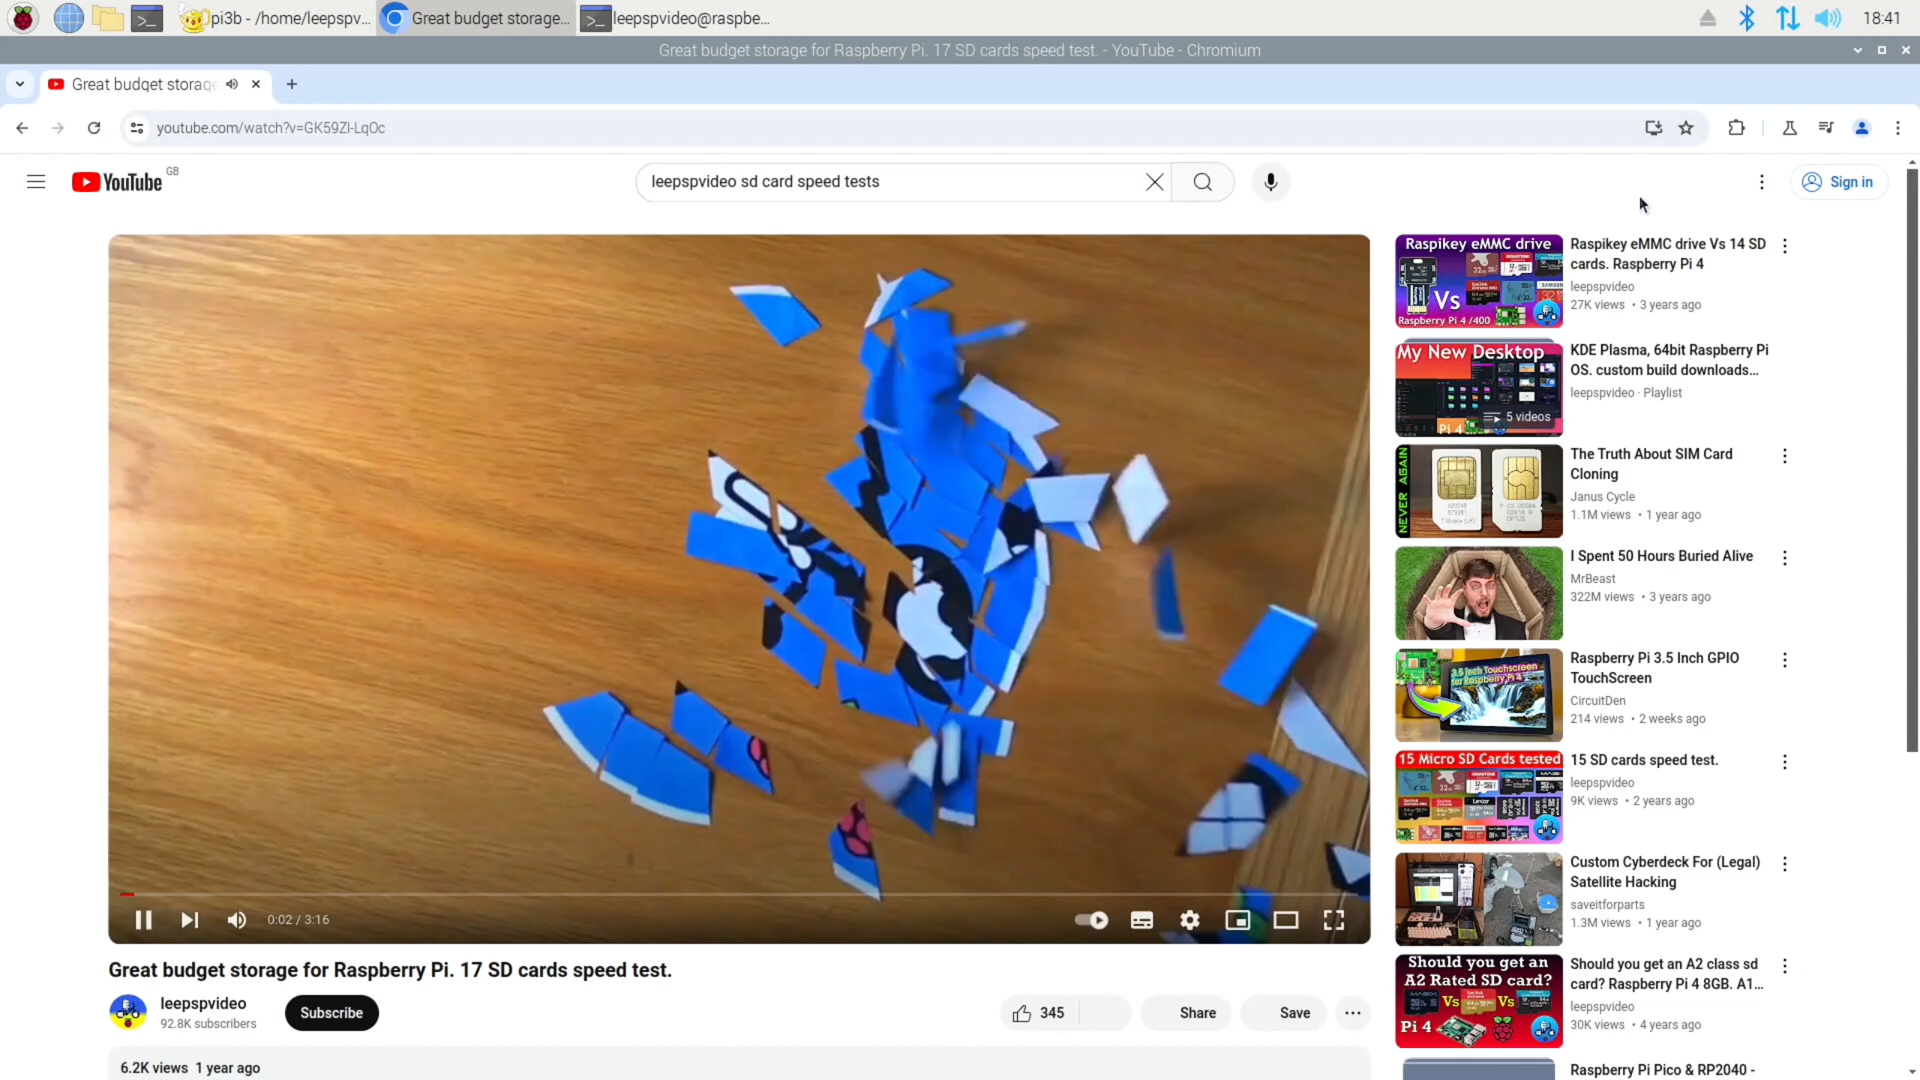 pi3b - /home/leepspv...
Great budget storage...
leepspvideo@raspbe...
18:41
Great budget storage for Raspberry Pi. 17 SD cards speed test. - YouTube - Chromium
Great budget storag
youtube.com/watch?v=GK59Zl-LqOc
YouTube GB
leepspvideo sd card speed tests
Sign in
0:02 / 3:16
Great budget storage for Raspberry Pi. 17 SD cards speed test.
leepspvideo
92.8K subscribers
Subscribe
345
Share
Save
6.2K views 1 year ago
Raspikey eMMC drive
Vs
Raspberry Pi 4 /400
Raspikey eMMC drive Vs 14 SD
cards. Raspberry Pi 4
leepspvideo
27K views • 3 years ago
My New Desktop
5 videos
Pi 4
KDE Plasma, 64bit Raspberry Pi
OS. custom build downloads...
leepspvideo · Playlist
NEVER AGAIN
The Truth About SIM Card
Cloning
Janus Cycle
1.1M views • 1 year ago
I Spent 50 Hours Buried Alive
MrBeast
322M views • 3 years ago
3.5 Inch Touchscreen
for Raspberry Pi 4
Raspberry Pi 3.5 Inch GPIO
TouchScreen
CircuitDen
214 views • 2 weeks ago
15 Micro SD Cards tested
15 SD cards speed test.
leepspvideo
9K views • 2 years ago
Custom Cyberdeck For (Legal)
Satellite Hacking
saveitforparts
1.3M views • 1 year ago
Should you get an
A2 Rated SD card?
Vs Vs
Pi 4
Should you get an A2 class sd
card? Raspberry Pi 4 8GB. A1...
leepspvideo
30K views • 4 years ago
Raspberry Pi Pico & RP2040 -